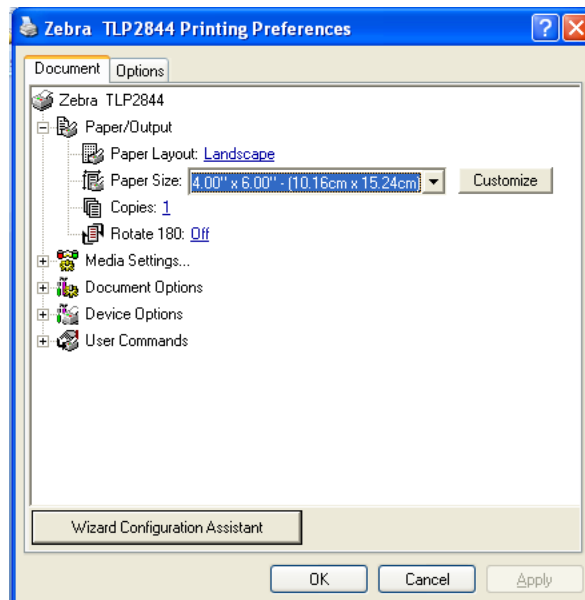 Zebra TLP2844 Printing Preferences
Document Options
Zebra TLP2844
Paper/Output
Paper Layout: Landscape
Paper Size: 4.00" x 6.00" - (10.16cm x 15.24cm) Customize
Copies: 1
Rotate 180: Off
Media Settings...
Document Options
Device Options
User Commands
Wizard Configuration Assistant
OK Cancel Apply